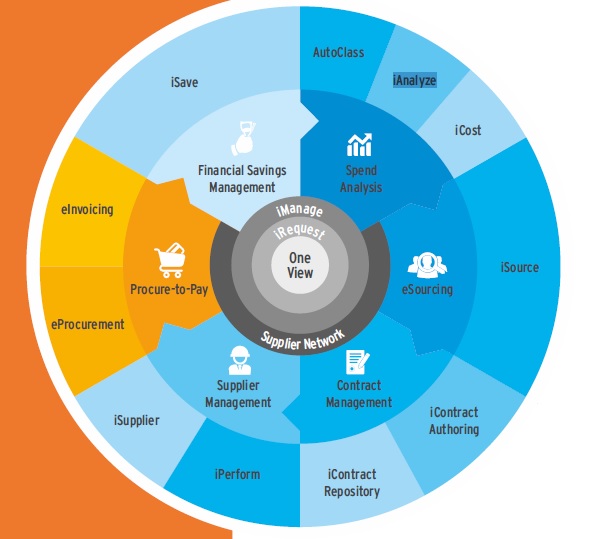 AutoClass
iAnalyze
iCost
iSave
Financial Savings
Management
Spend
Analysis
iManage
iRequest
One
View
Supplier Network
eInvoicing
eProcurement
Procure-to-Pay
eSourcing
iSource
Supplier
Management
Contract
Management
iSupplier
iPerform
iContract
Repository
iContract
Authoring